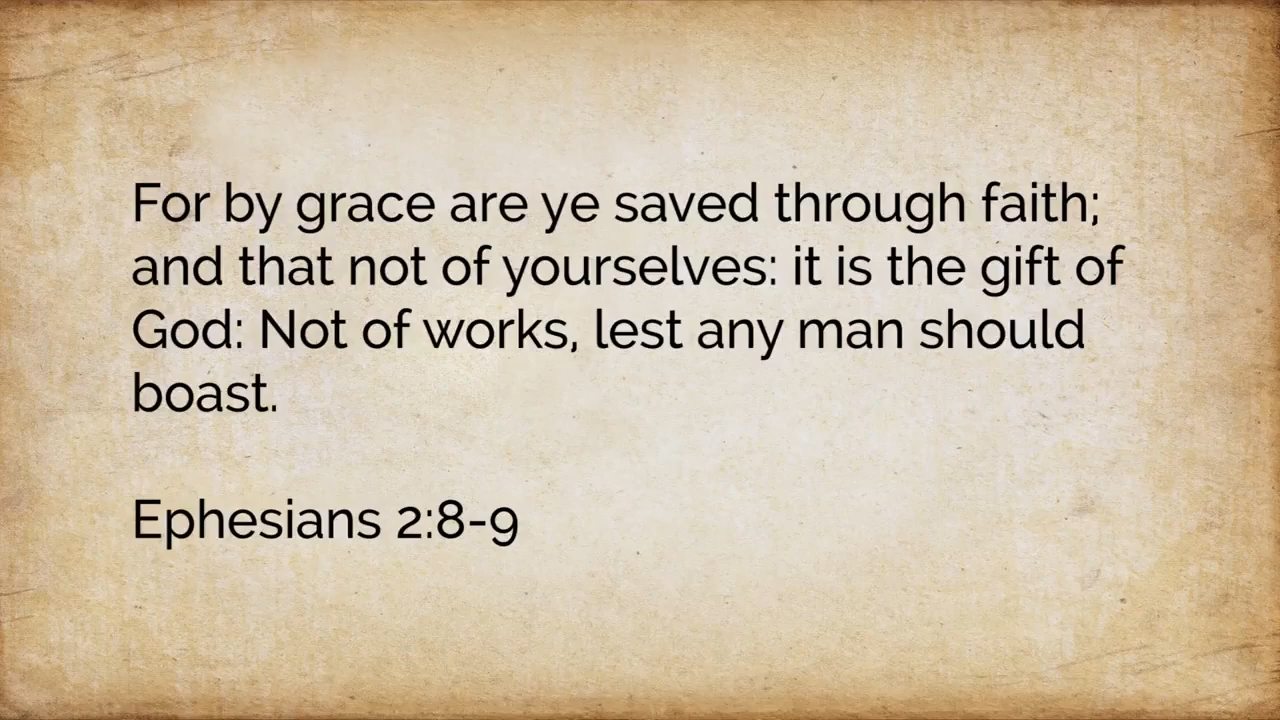 For by grace are ye saved through faith;
and that not of yourselves: it is the gift of
God: Not of works, lest any man should
boast.
Ephesians 2:8-9